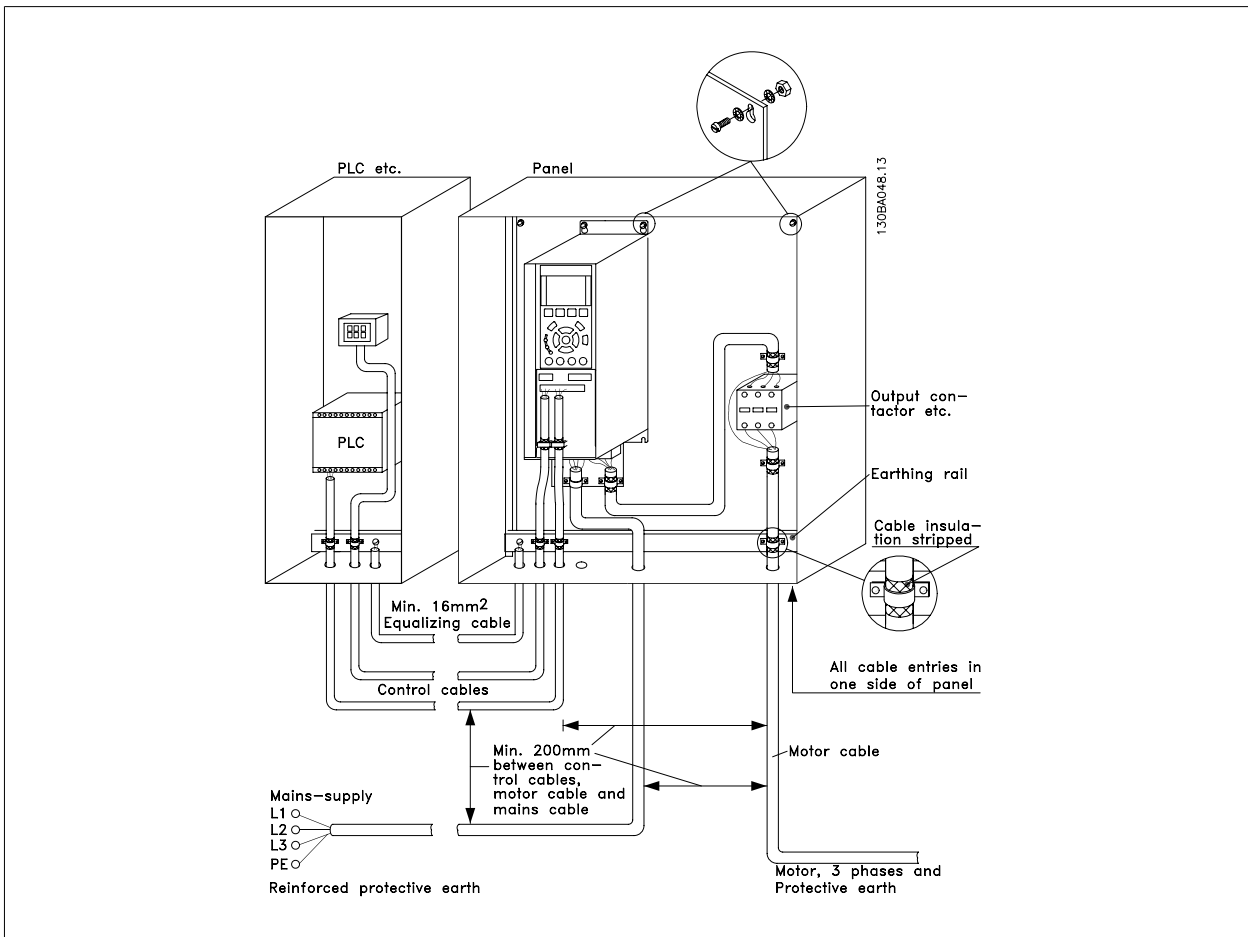 PLC etc.
Panel
130BA048.13
PLC
Output con-
tactor etc.
Earthing rail
Cable insula-
tion stripped
Min. 16mm2
Equalizing cable
All cable entries in
one side of panel
Control cables
Min. 200mm
between con-
trol cables,
motor cable and
mains cable
Motor cable
Mains-supply
L1
L2
L3
PE
Reinforced protective earth
Motor, 3 phases and
Protective earth